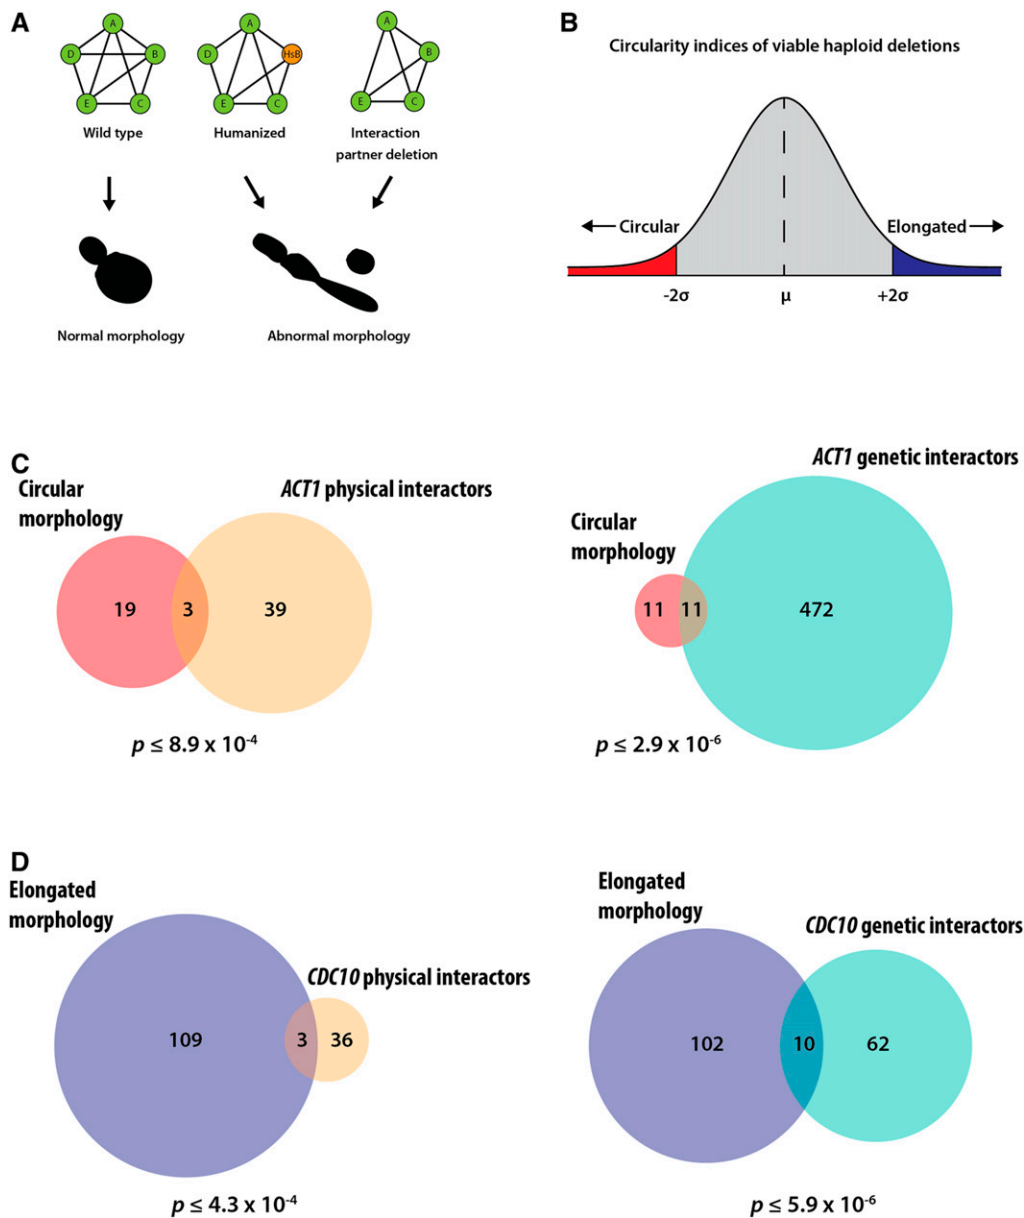 A
A
D
B
E
C
Wild type
A
D
HsB
E
C
Humanized
A
B
E
C
Interaction
partner deletion
Normal morphology
Abnormal morphology
B
Circularity indices of viable haploid deletions
Circular
Elongated
-2σ
μ
+2σ
C
Circular
morphology
ACT1 physical interactors
19
3
39
p ≤ 8.9 x 10⁻⁴
ACT1 genetic interactors
Circular
morphology
11
11
472
p ≤ 2.9 x 10⁻⁶
D
Elongated
morphology
CDC10 physical interactors
109
3
36
p ≤ 4.3 x 10⁻⁴
Elongated
morphology
CDC10 genetic interactors
102
10
62
p ≤ 5.9 x 10⁻⁶